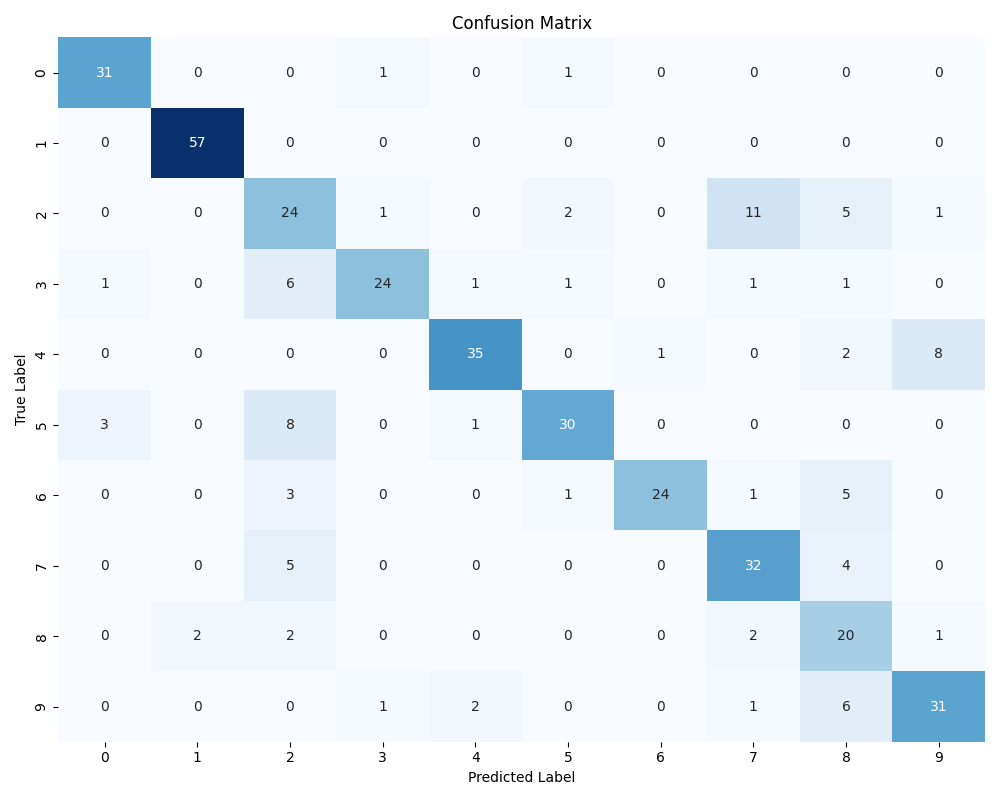 Confusion Matrix
True Label
0 31 0 0 1 0 1 0 0 0 0
1 0 57 0 0 0 0 0 0 0 0
2 0 0 24 1 0 2 0 11 5 1
3 1 0 6 24 1 1 0 1 1 0
4 0 0 0 0 35 0 1 0 2 8
5 3 0 8 0 1 30 0 0 0 0
6 0 0 3 0 0 1 24 1 5 0
7 0 0 5 0 0 0 0 32 4 0
8 0 2 2 0 0 0 0 2 20 1
9 0 0 0 1 2 0 0 1 6 31
0 1 2 3 4 5 6 7 8 9
Predicted Label